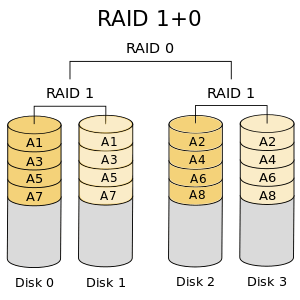 RAID 1+0
RAID 0
RAID 1 RAID 1
A1 A1 A2 A2
A3 A3 A4 A4
A5 A5 A6 A6
A7 A7 A8 A8
Disk 0 Disk 1 Disk 2 Disk 3